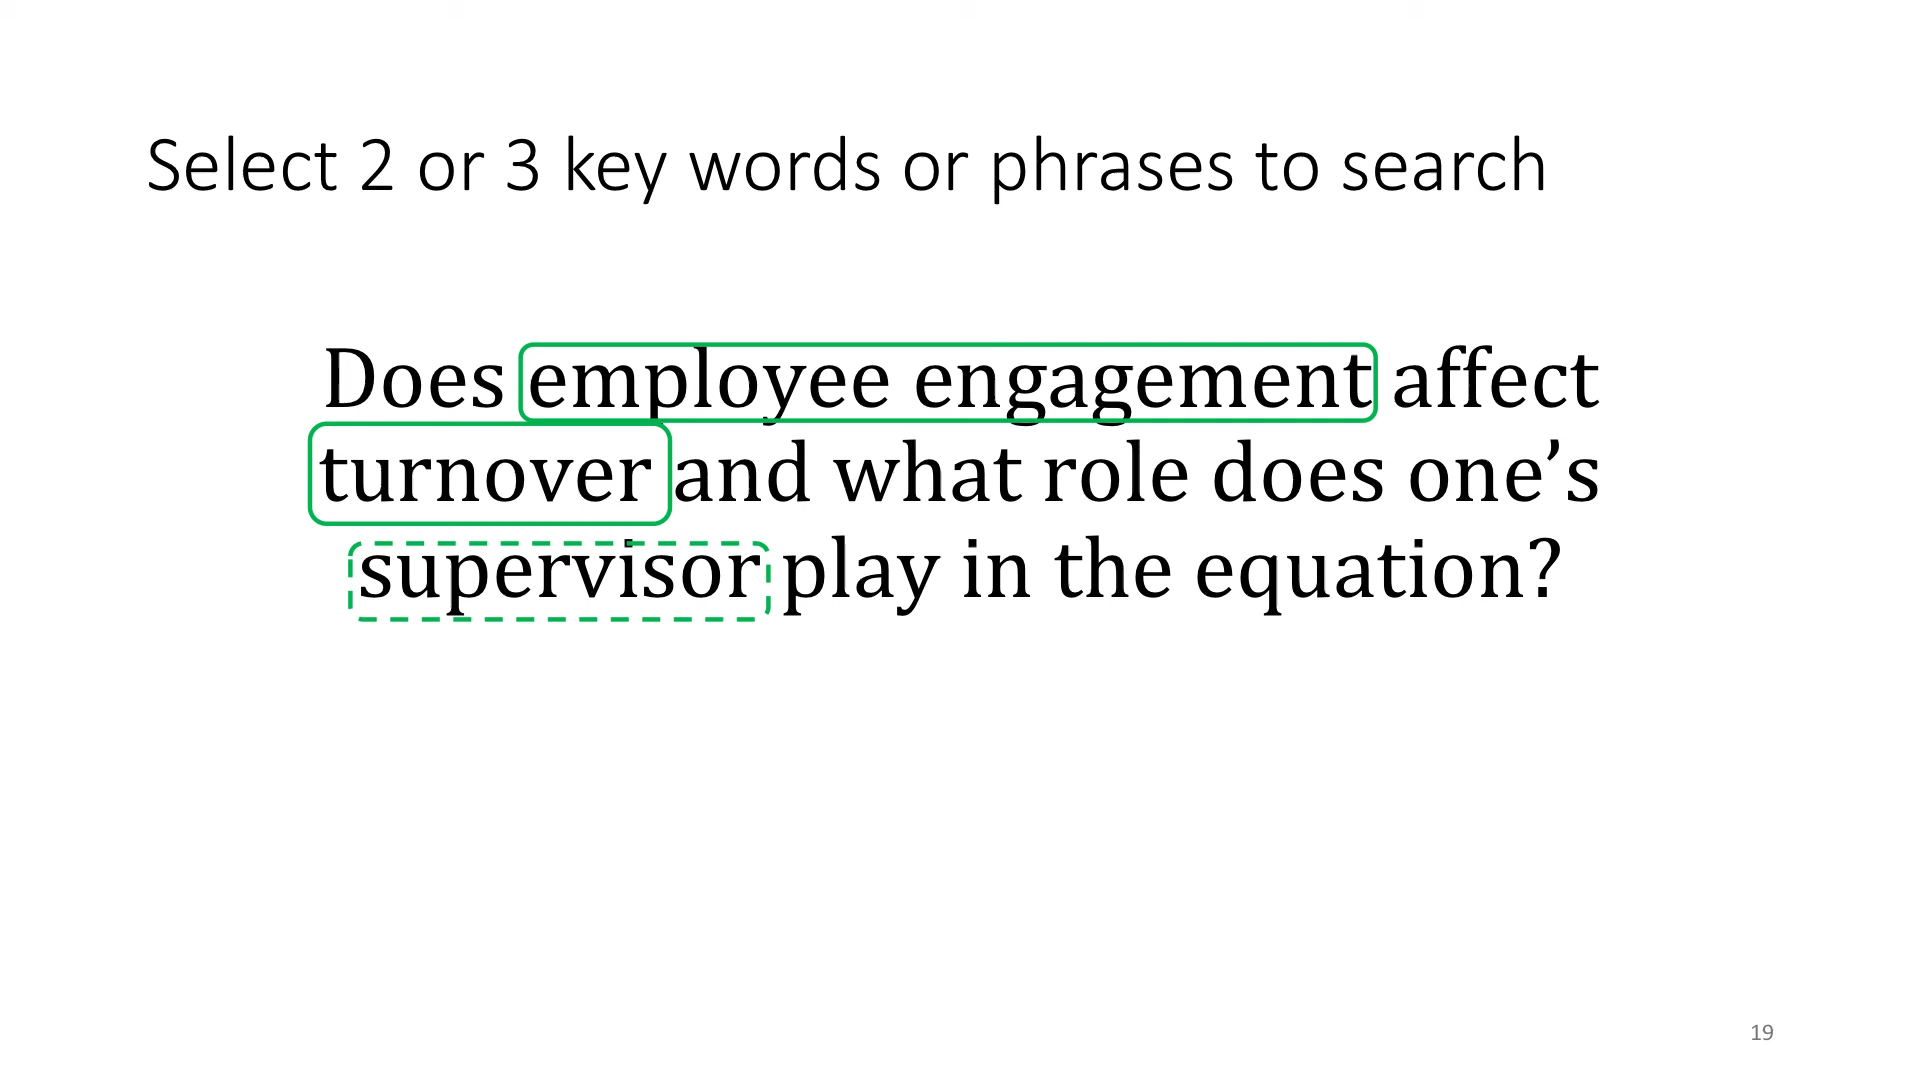 Select 2 or 3 key words or phrases to search
Does employee engagement affect
turnover and what role does one’s
supervisor play in the equation?
19